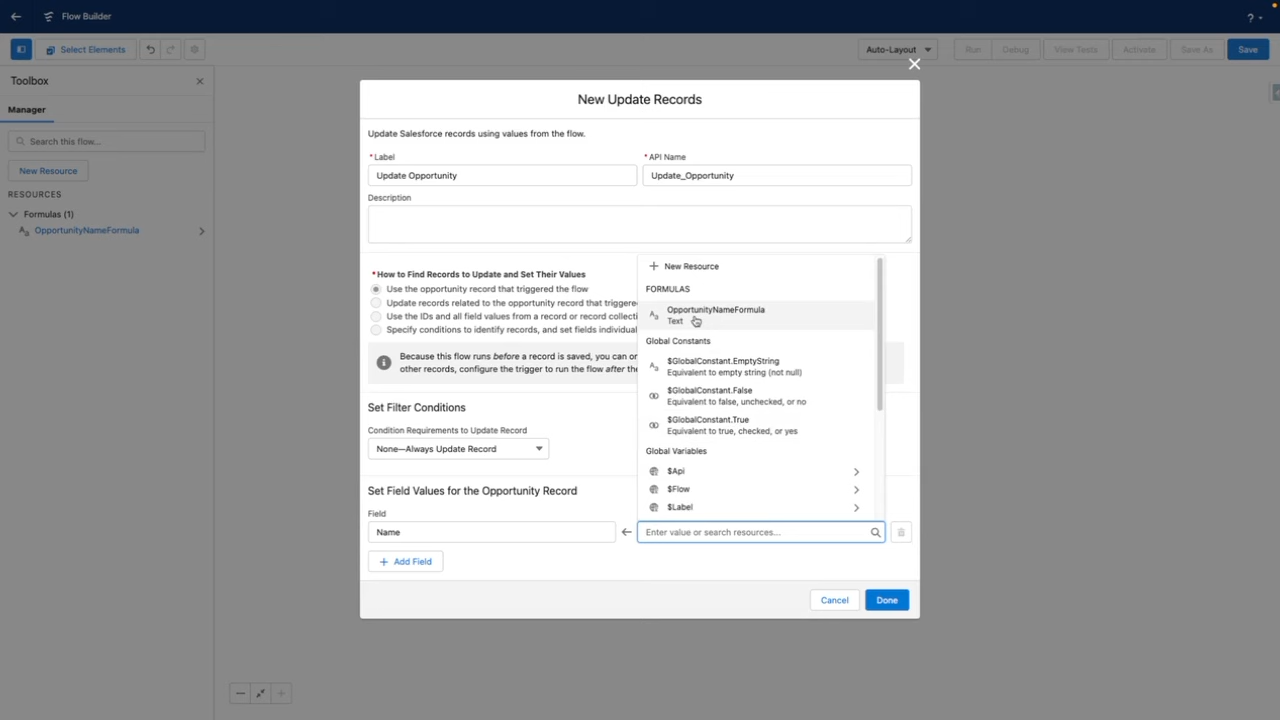 Flow Builder
?
Select Elements
Auto-Layout
Run
Debug
View Tests
Activate
Save As
Save
Toolbox
Manager
Search this flow...
New Resource
RESOURCES
Formulas (1)
OpportunityNameFormula
New Update Records
Update Salesforce records using values from the flow.
*Label
*API Name
Update Opportunity
Update_Opportunity
Description
*How to Find Records to Update and Set Their Values
Use the opportunity record that triggered the flow
Update records related to the opportunity record that triggere
Use the IDs and all field values from a record or record collecti
Specify conditions to identify records, and set fields individual
Because this flow runs before a record is saved, you can on
other records, configure the trigger to run the flow after the
Set Filter Conditions
Condition Requirements to Update Record
None—Always Update Record
Set Field Values for the Opportunity Record
Field
Name
New Resource
FORMULAS
OpportunityNameFormula
Text
Global Constants
$GlobalConstant.EmptyString
Equivalent to empty string (not null)
$GlobalConstant.False
Equivalent to false, unchecked, or no
$GlobalConstant.True
Equivalent to true, checked, or yes
Global Variables
$Api
$Flow
$Label
Enter value or search resources...
Add Field
Cancel
Done